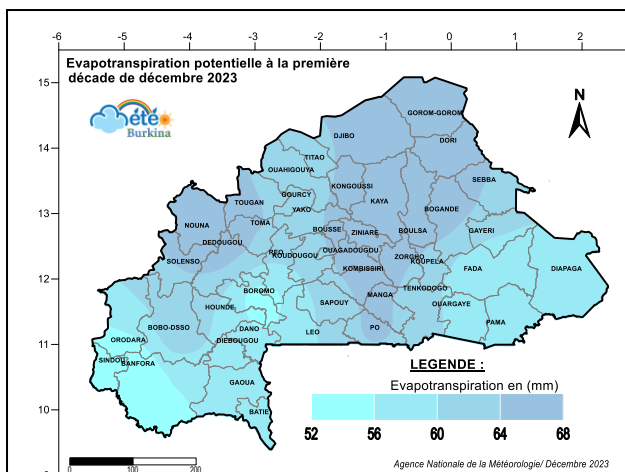 -6 -5 -4 -3 -2 -1 0 1 2
Evapotranspiration potentielle à la première
décade de décembre 2023
15
14
13
12
11
10
étéo
Burkina
N
GOROM-GOROM
DJIBO
DORI
TITAO
OUAHIGOUYA
SEBBA
KONGOUSSI
GOURCY
TOUGAN
KAYA
YAKO
BOGANDE
NOUNA
TOMA
BOUSSE
ZINIARE
BOULSA
GAYERI
DEDOUGOU
REO
KOUDOUGOU
OUAGADOUGOU
ZORGHO
KOUPELA
SOLENSO
KOMBISSIRI
FADA
DIAPAGA
BOROMO
TENKODOGO
MANGA
SAPOUY
HOUNDE
OUARGAYE
BOBO-DSSO
DANO
LEO
PO
PAMA
ORODARA
DIEBOUGOU
SINDOU
BANFORA
GAOUA
BATIE
LEGENDE :
Evapotranspiration en (mm)
52 56 60 64 68
0 100 200
Agence Nationale de la Météorologie/ Décembre 2023